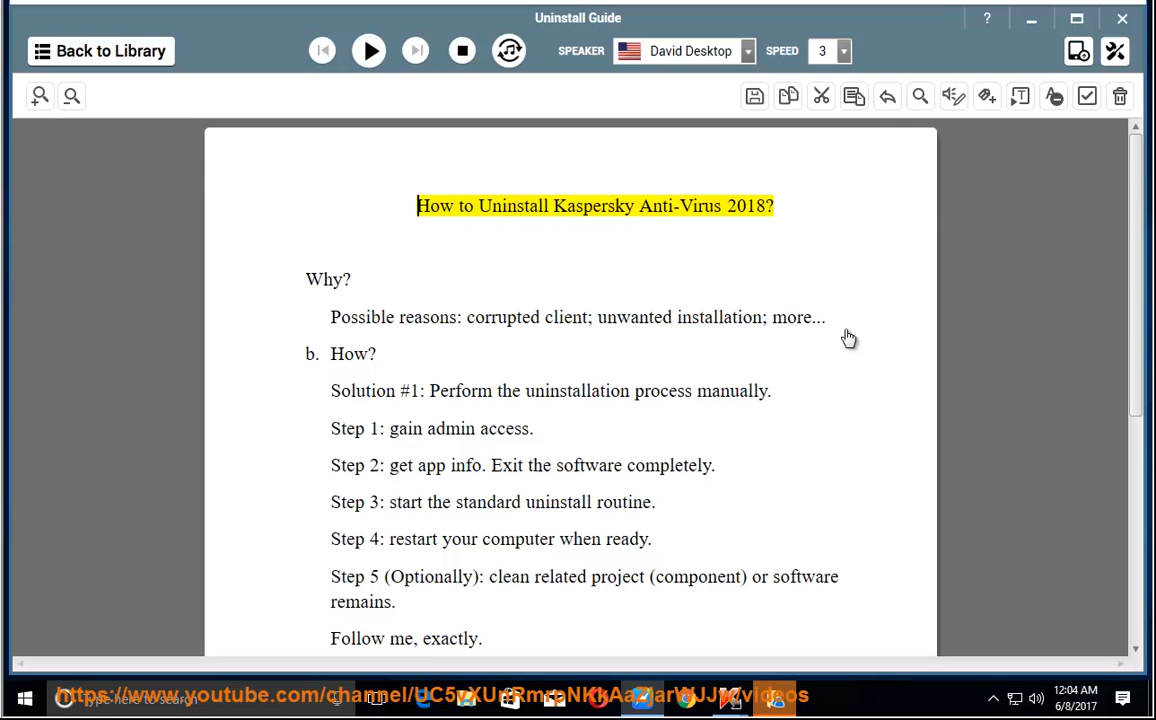 Uninstall Guide
?
Back to Library
SPEAKER
David Desktop
SPEED
3
How to Uninstall Kaspersky Anti-Virus 2018?
Why?
Possible reasons: corrupted client; unwanted installation; more...
b. How?
Solution #1: Perform the uninstallation process manually.
Step 1: gain admin access.
Step 2: get app info. Exit the software completely.
Step 3: start the standard uninstall routine.
Step 4: restart your computer when ready.
Step 5 (Optionally): clean related project (component) or software
remains.
Follow me, exactly.
Type here to search
12:04 AM
6/8/2017